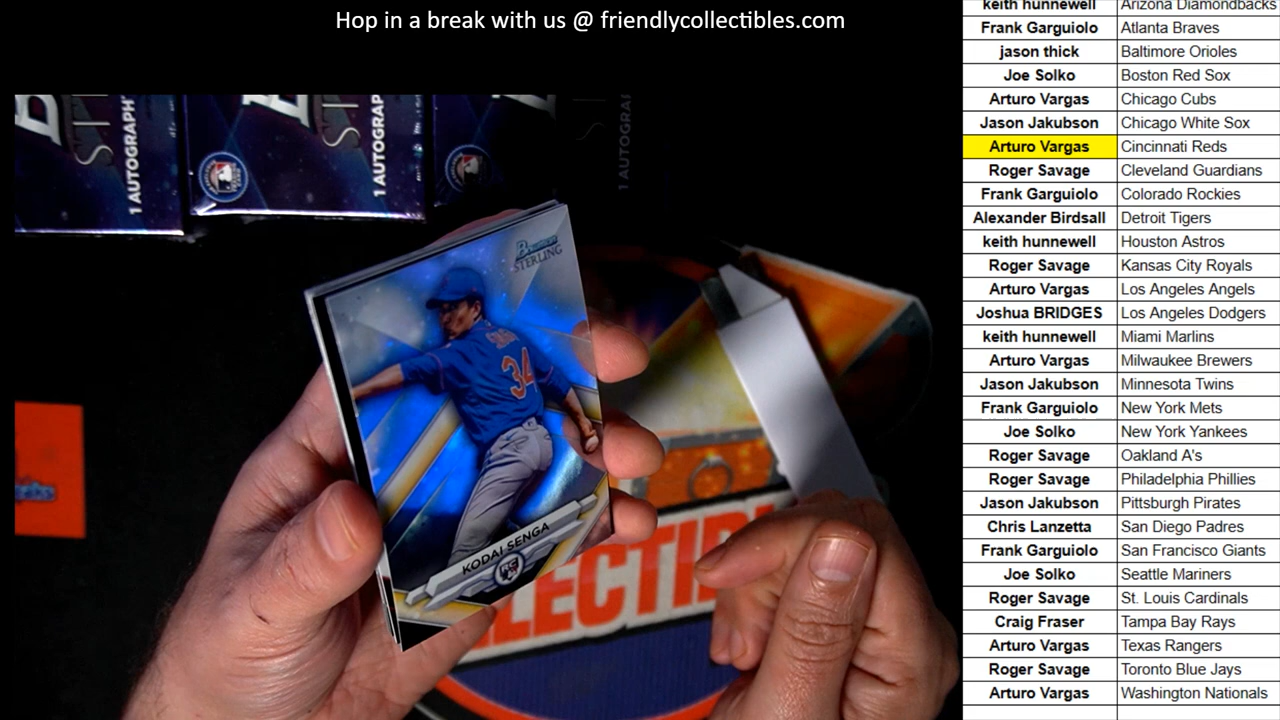 Hop in a break with us @ friendlycollectibles.com
keith hunnewell Arizona Diamondbacks
Frank Garguiolo Atlanta Braves
jason thick Baltimore Orioles
Joe Solko Boston Red Sox
Arturo Vargas Chicago Cubs
Jason Jakubson Chicago White Sox
Arturo Vargas Cincinnati Reds
Roger Savage Cleveland Guardians
Frank Garguiolo Colorado Rockies
Alexander Birdsall Detroit Tigers
keith hunnewell Houston Astros
Roger Savage Kansas City Royals
Arturo Vargas Los Angeles Angels
Joshua BRIDGES Los Angeles Dodgers
keith hunnewell Miami Marlins
Arturo Vargas Milwaukee Brewers
Jason Jakubson Minnesota Twins
Frank Garguiolo New York Mets
Joe Solko New York Yankees
Roger Savage Oakland A's
Roger Savage Philadelphia Phillies
Jason Jakubson Pittsburgh Pirates
Chris Lanzetta San Diego Padres
Frank Garguiolo San Francisco Giants
Joe Solko Seattle Mariners
Roger Savage St. Louis Cardinals
Craig Fraser Tampa Bay Rays
Arturo Vargas Texas Rangers
Roger Savage Toronto Blue Jays
Arturo Vargas Washington Nationals
1 AUTOGRAPH
1 AUTOGRAP
1 AUTOGRA
Bowman
STERLING
34
KODAI SENGA
RC
LECTIB